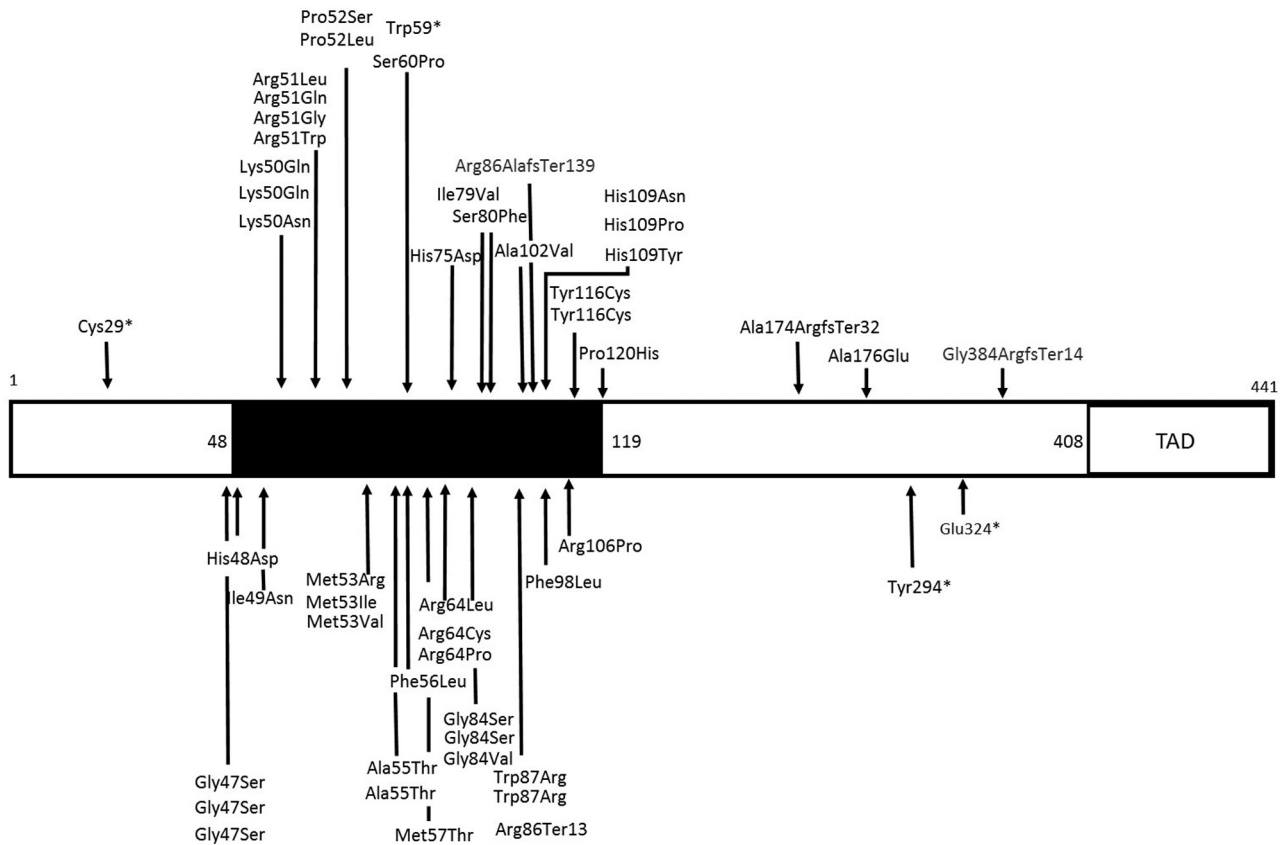 Pro52Ser
Pro52Leu
Trp59*
Ser60Pro
Arg51Leu
Arg51Gln
Arg51Gly
Arg51Trp
Lys50Gln
Lys50Gln
Lys50Asn
Arg86AlafsTer139
Ile79Val
Ser80Phe
His75Asp
Ala102Val
His109Asn
His109Pro
His109Tyr
Tyr116Cys
Tyr116Cys
Pro120His
Cys29*
Ala174ArgfsTer32
Ala176Glu
Gly384ArgfsTer14
1
441
48
119
408
TAD
His48Asp
Ile49Asn
Gly47Ser
Gly47Ser
Gly47Ser
Met53Arg
Met53Ile
Met53Val
Arg64Leu
Arg64Cys
Arg64Pro
Phe56Leu
Gly84Ser
Gly84Ser
Gly84Val
Ala55Thr
Ala55Thr
Met57Thr
Trp87Arg
Trp87Arg
Arg86Ter13
Phe98Leu
Arg106Pro
Tyr294*
Glu324*